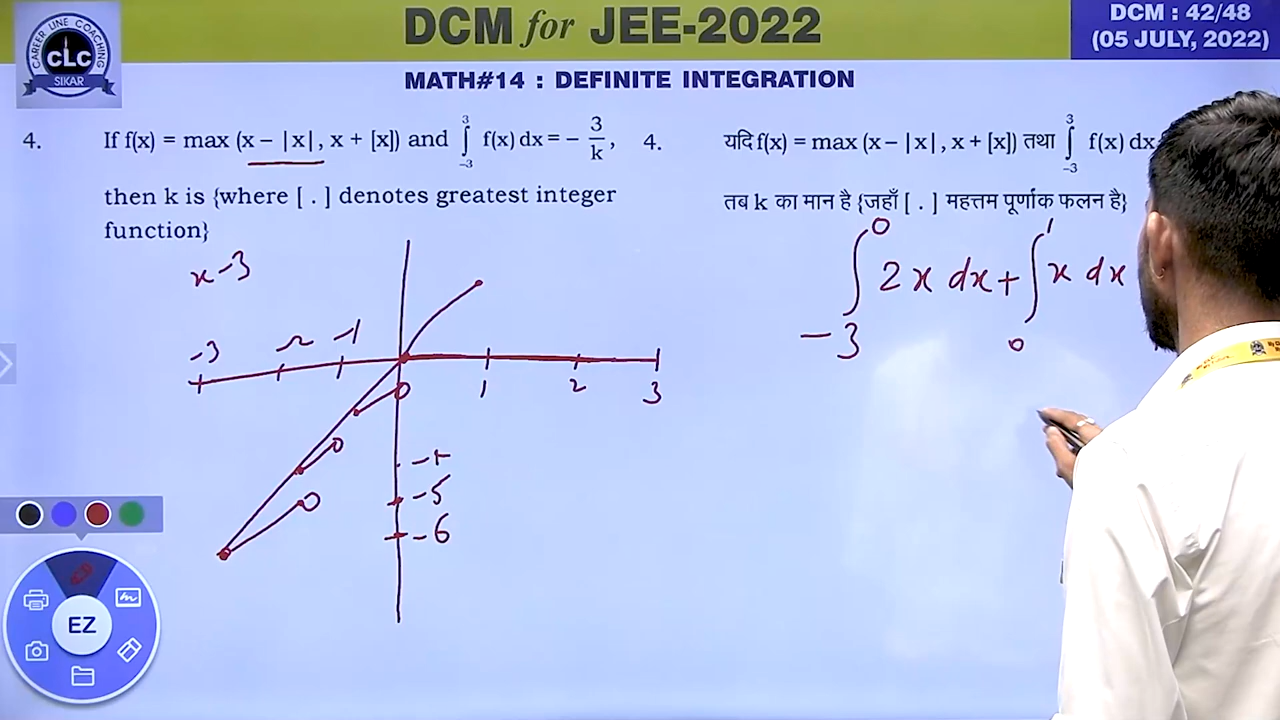 DCM for JEE-2022
DCM : 42/48
(05 JULY, 2022)
CAREER LINE COACHING
CLC
SIKAR
MATH#14 : DEFINITE INTEGRATION
4. If f(x) = max (x – |x|, x + [x]) and ∫₋₃³ f(x) dx = – 3/k,
then k is {where [ . ] denotes greatest integer
function}
4. यदि f(x) = max (x – |x|, x + [x]) तथा ∫₋₃³ f(x) dx
तब k का मान है {जहाँ [ . ] महत्तम पूर्णांक फलन है}
x-3
∫₋₃⁰ 2x dx + ∫₀¹ x dx
-3 -2 -1
1 2 3
-5
-6
EZ